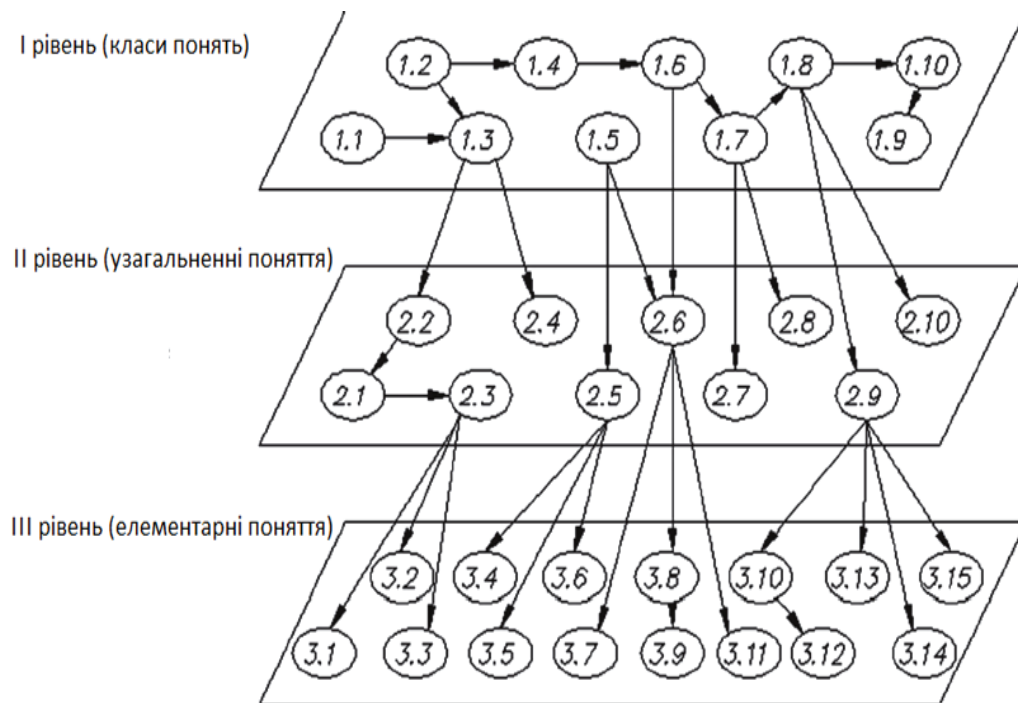 I рівень (класи понять)
1.2 1.4 1.6 1.8 1.10
1.1 1.3 1.5 1.7 1.9
II рівень (узагальненні поняття)
2.2 2.4 2.6 2.8 2.10
2.1 2.3 2.5 2.7 2.9
III рівень (елементарні поняття)
3.2 3.4 3.6 3.8 3.10 3.13 3.15
3.1 3.3 3.5 3.7 3.9 3.11 3.12 3.14